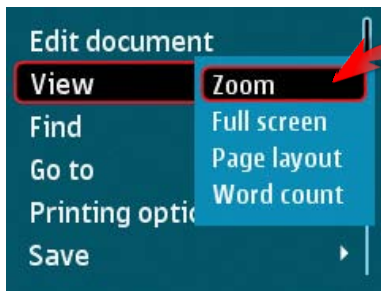 Edit document
View
Find
Go to
Printing optio
Save
Zoom
Full screen
Page layout
Word count